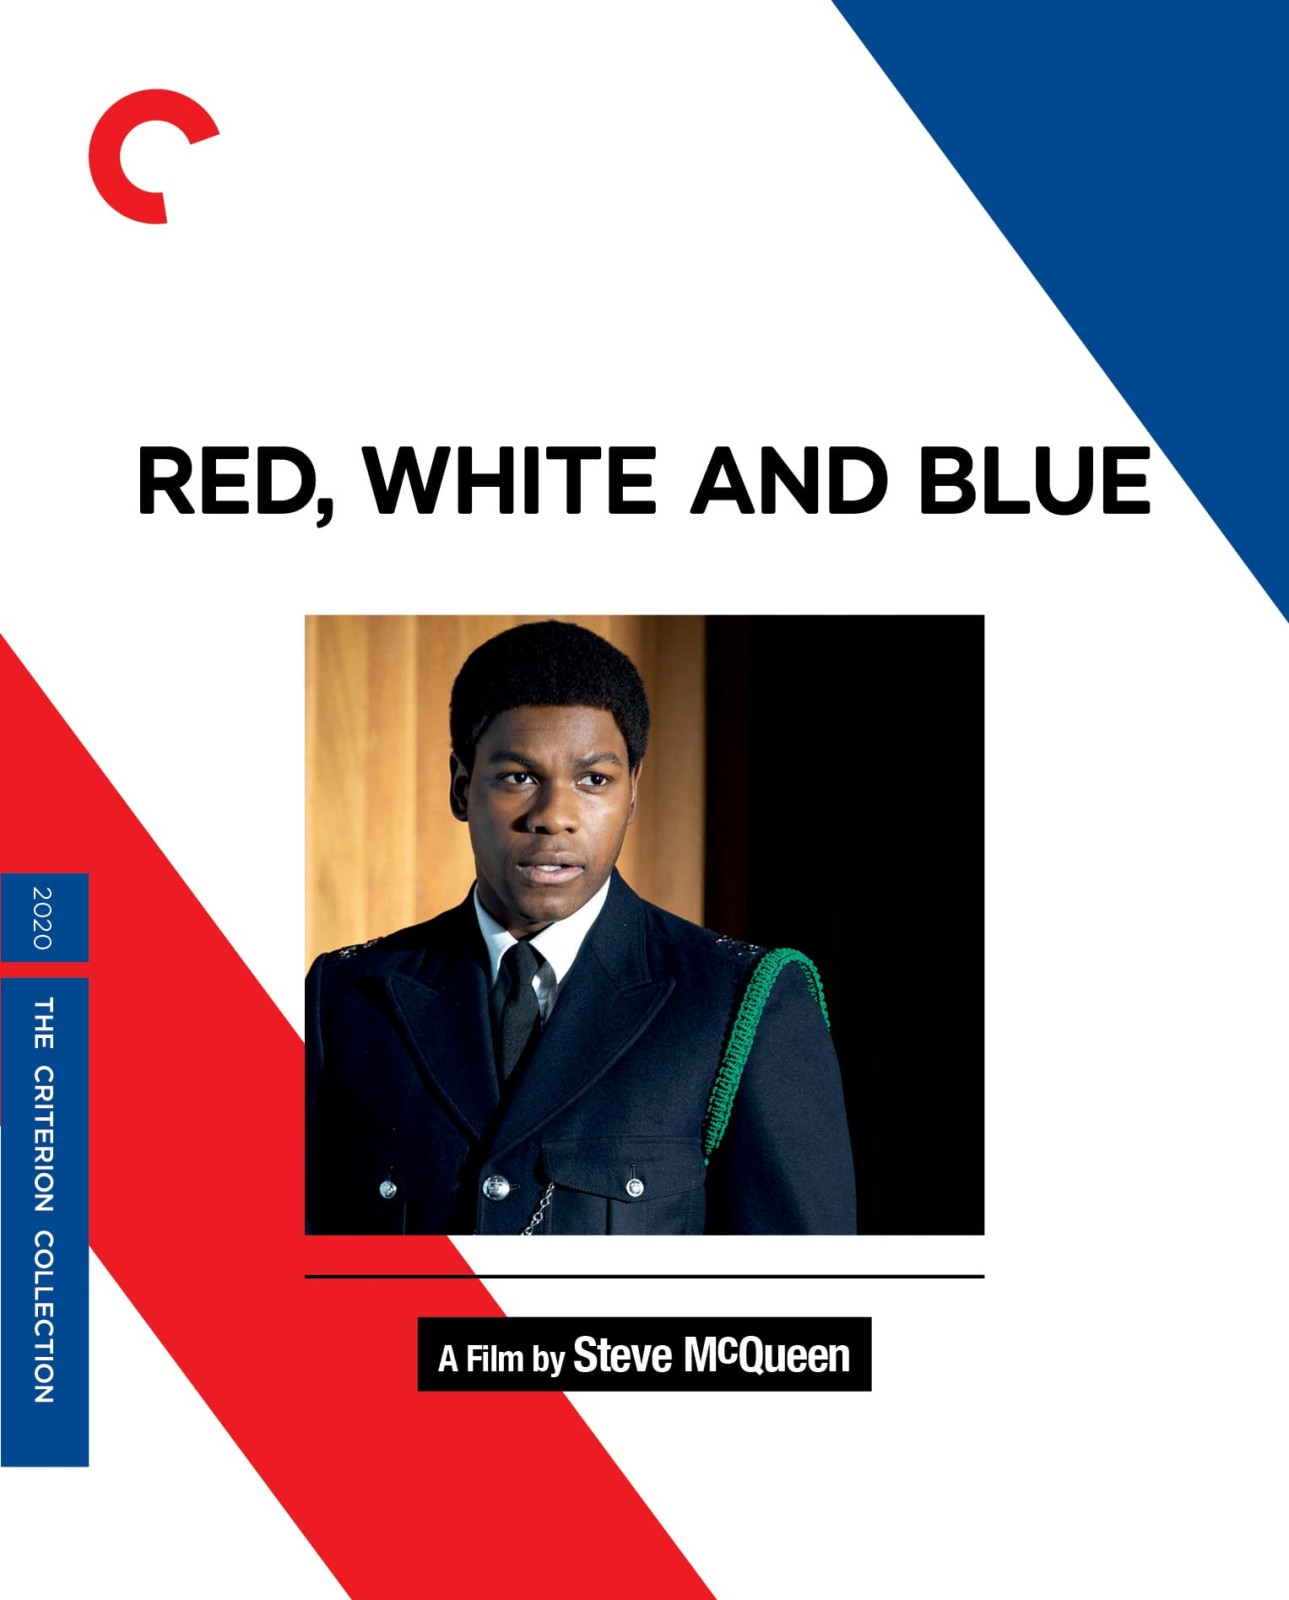 RED, WHITE AND BLUE
2020
THE CRITERION COLLECTION
A Film by Steve McQueen